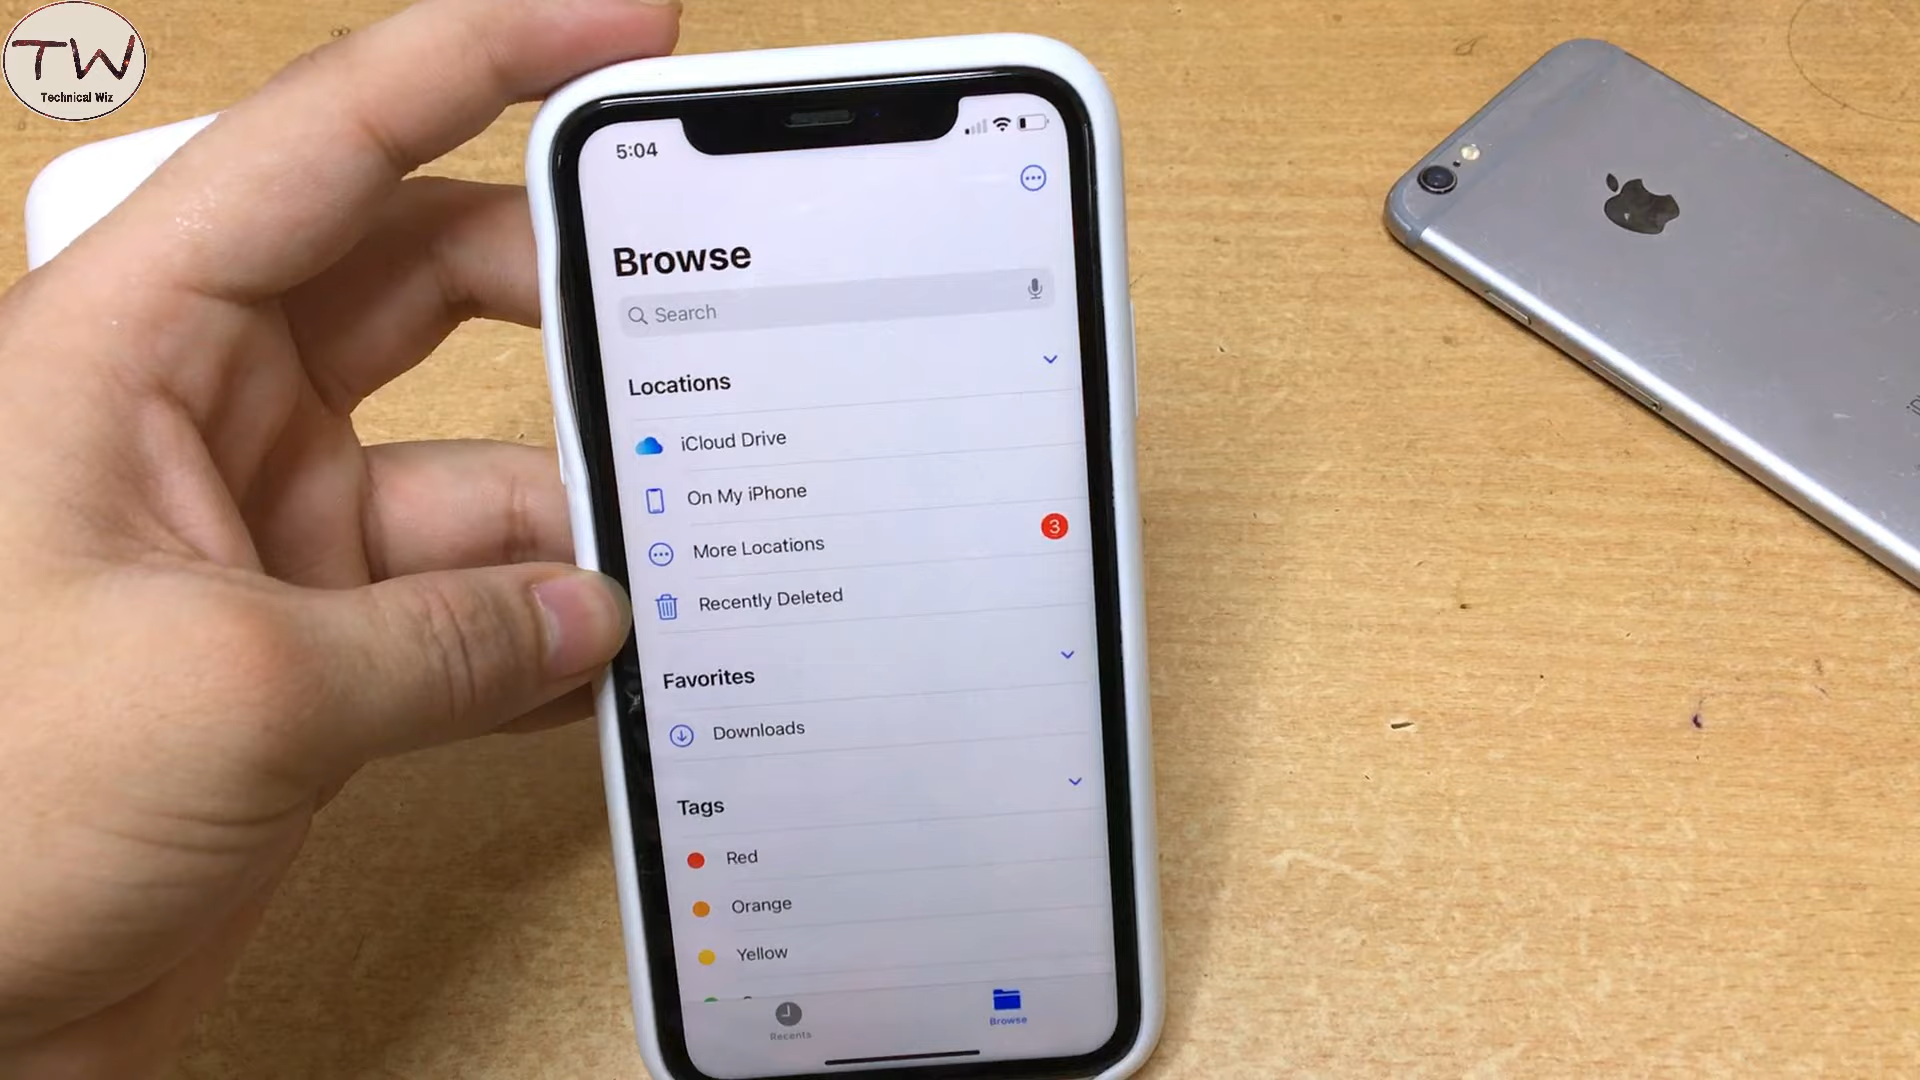 TW
Technical Wiz
5:04
Browse
Search
Locations
iCloud Drive
On My iPhone
More Locations
3
Recently Deleted
Favorites
Downloads
Tags
Red
Orange
Yellow
Recents
Browse